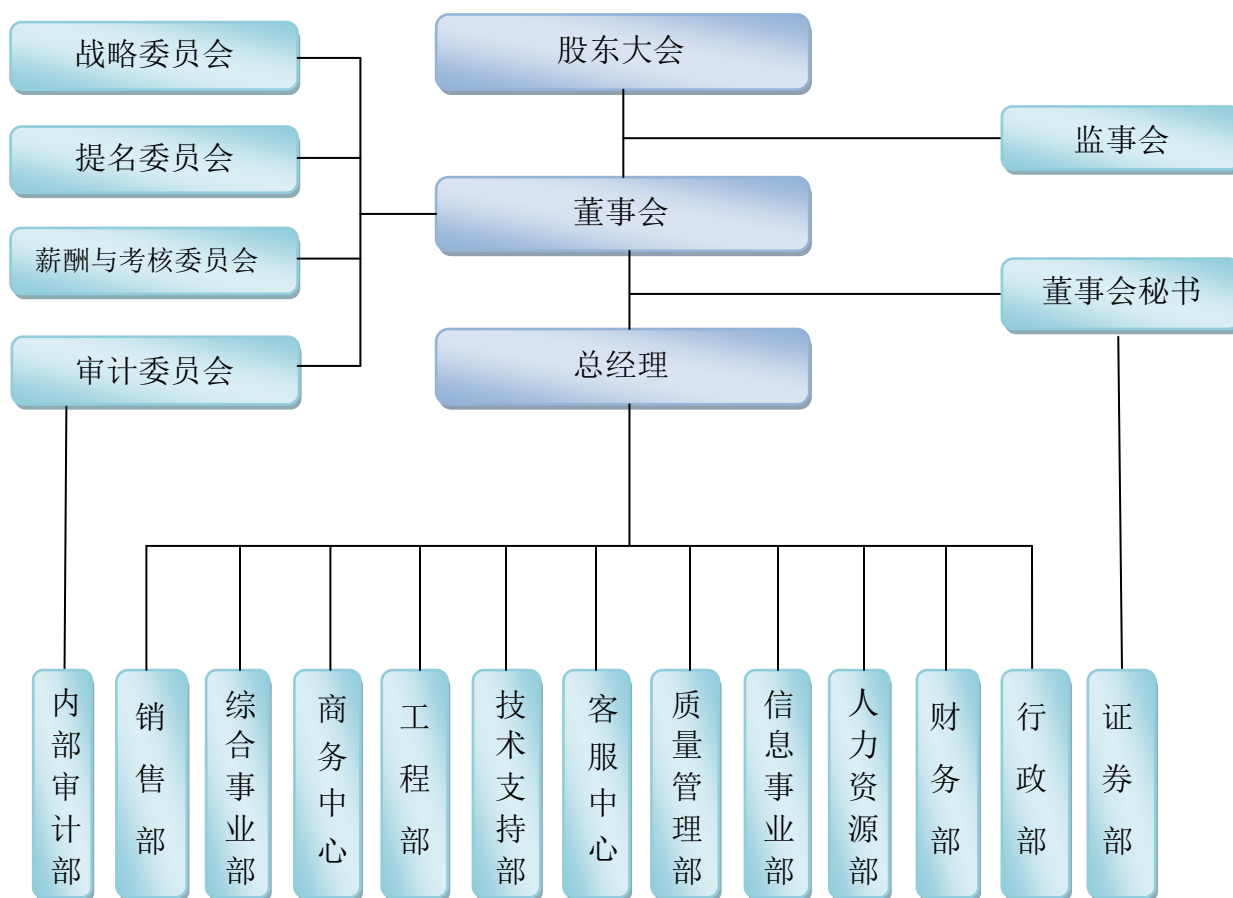 战略委员会
股东大会
提名委员会
监事会
董事会
薪酬与考核委员会
董事会秘书
总经理
审计委员会
内部审计部
销售部
综合事业部
商务中心
工程部
技术支持部
客服中心
质量管理部
信息事业部
人力资源部
财务部
行政部
证券部